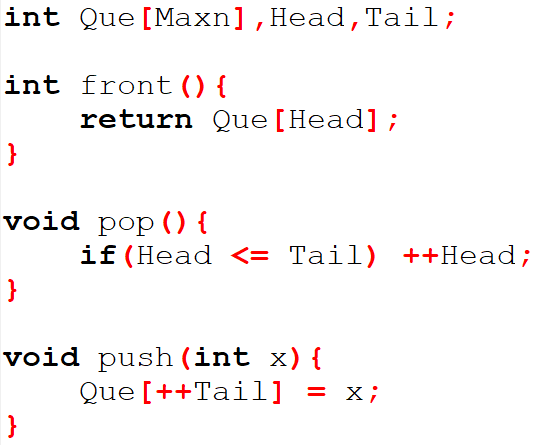 int Que[Maxn],Head,Tail;
int front(){
    return Que[Head];
}
void pop(){
    if(Head <= Tail) ++Head;
}
void push(int x){
    Que[++Tail] = x;
}